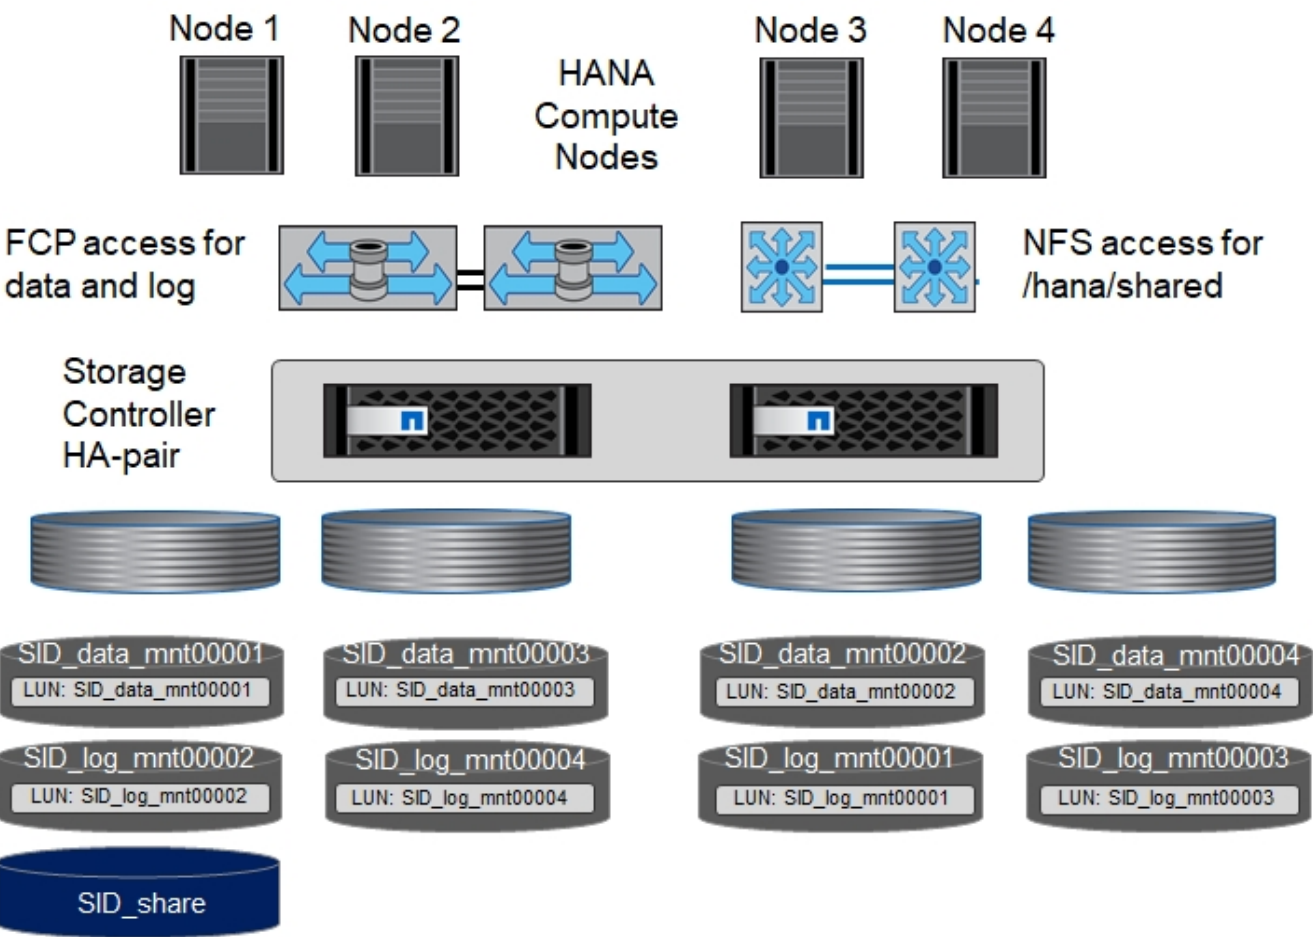 Node 1
Node 2
Node 3
Node 4
HANA
Compute
Nodes
FCP access for
data and log
NFS access for
/hana/shared
Storage
Controller
HA-pair
SID_data_mnt00001
LUN: SID_data_mnt00001
SID_data_mnt00003
LUN: SID_data_mnt00003
SID_data_mnt00002
LUN: SID_data_mnt00002
SID_data_mnt00004
LUN: SID_data_mnt00004
SID_log_mnt00002
LUN: SID_log_mnt00002
SID_log_mnt00004
LUN: SID_log_mnt00004
SID_log_mnt00001
LUN: SID_log_mnt00001
SID_log_mnt00003
LUN: SID_log_mnt00003
SID_share